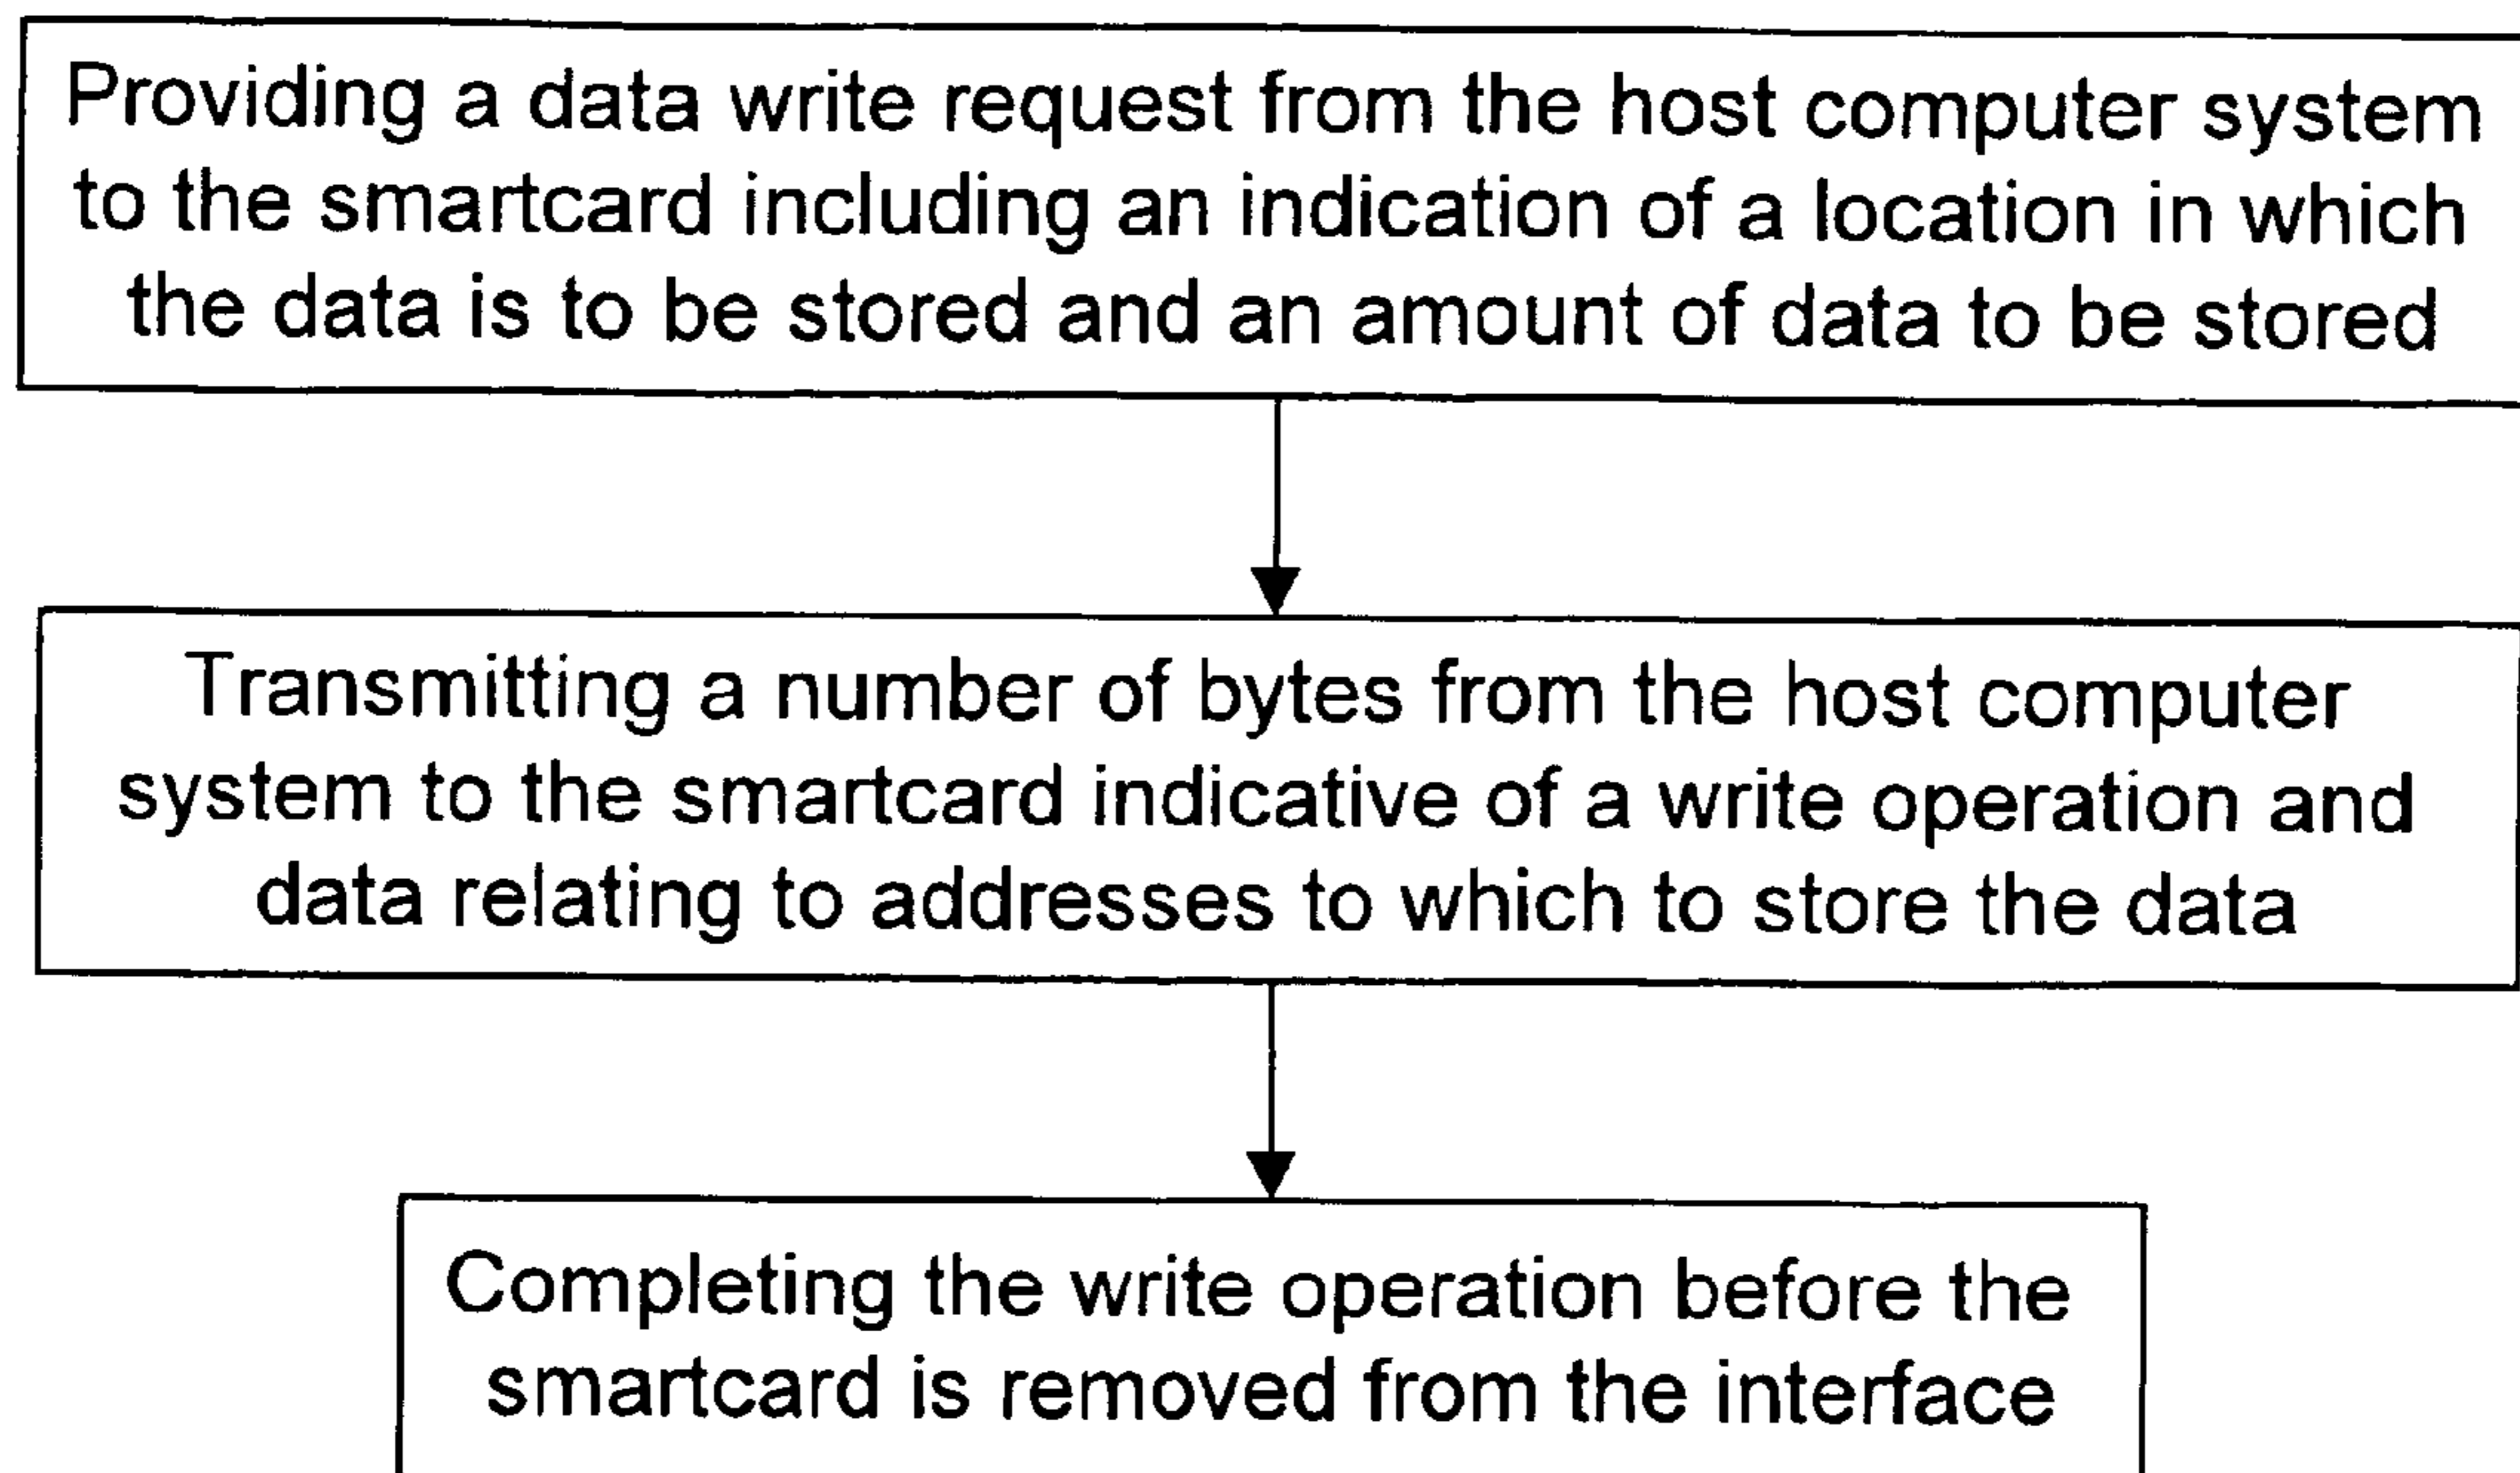 Providing a data write request from the host computer system
to the smartcard including an indication of a location in which
the data is to be stored and an amount of data to be stored
Transmitting a number of bytes from the host computer
system to the smartcard indicative of a write operation and
data relating to addresses to which to store the data
Completing the write operation before the
smartcard is removed from the interface